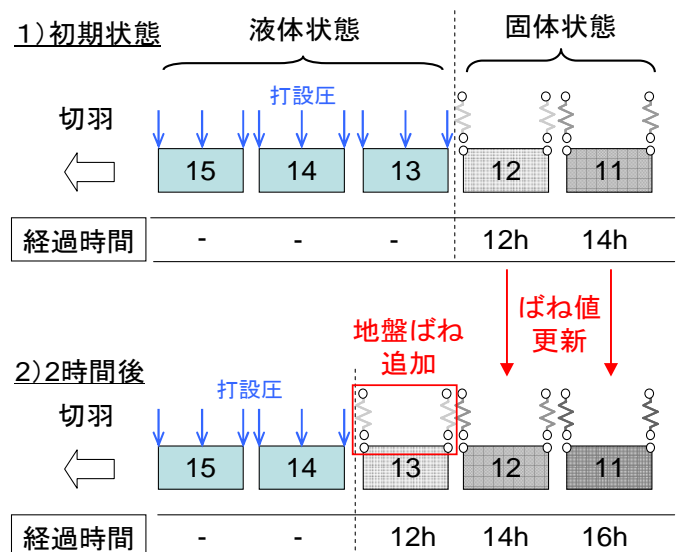 1)初期状態
液体状態
固体状態
打設圧
切羽
15
14
13
12
11
経過時間
-
-
-
12h
14h
地盤ばね
追加
ばね値
更新
2)2時間後
打設圧
切羽
15
14
13
12
11
経過時間
-
-
12h
14h
16h